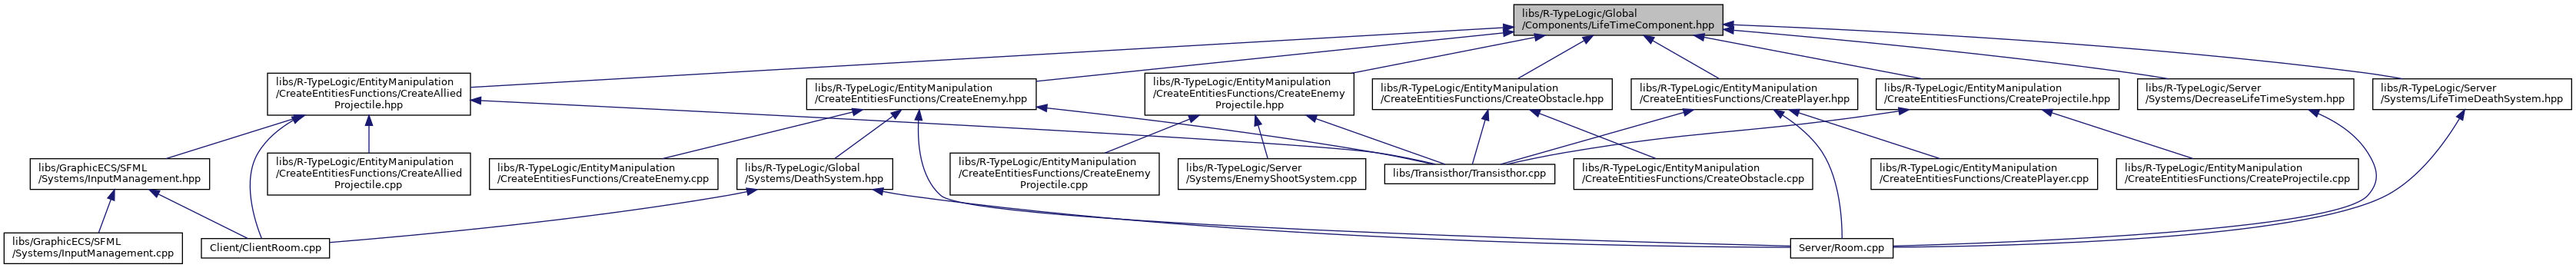 libs/R-TypeLogic/Global
/Components/LifeTimeComponent.hpp
libs/R-TypeLogic/EntityManipulation
/CreateEntitiesFunctions/CreateAllied
Projectile.hpp
libs/R-TypeLogic/EntityManipulation
/CreateEntitiesFunctions/CreateEnemy.hpp
libs/R-TypeLogic/EntityManipulation
/CreateEntitiesFunctions/CreateEnemy
Projectile.hpp
libs/R-TypeLogic/EntityManipulation
/CreateEntitiesFunctions/CreateObstacle.hpp
libs/R-TypeLogic/EntityManipulation
/CreateEntitiesFunctions/CreatePlayer.hpp
libs/R-TypeLogic/EntityManipulation
/CreateEntitiesFunctions/CreateProjectile.hpp
libs/R-TypeLogic/Server
/Systems/DecreaseLifeTimeSystem.hpp
libs/R-TypeLogic/Server
/Systems/LifeTimeDeathSystem.hpp
libs/GraphicECS/SFML
/Systems/InputManagement.hpp
libs/R-TypeLogic/EntityManipulation
/CreateEntitiesFunctions/CreateAllied
Projectile.cpp
libs/R-TypeLogic/EntityManipulation
/CreateEntitiesFunctions/CreateEnemy.cpp
libs/R-TypeLogic/Global
/Systems/DeathSystem.hpp
libs/R-TypeLogic/EntityManipulation
/CreateEntitiesFunctions/CreateEnemy
Projectile.cpp
libs/R-TypeLogic/Server
/Systems/EnemyShootSystem.cpp
libs/Transisthor/Transisthor.cpp
libs/R-TypeLogic/EntityManipulation
/CreateEntitiesFunctions/CreateObstacle.cpp
libs/R-TypeLogic/EntityManipulation
/CreateEntitiesFunctions/CreatePlayer.cpp
libs/R-TypeLogic/EntityManipulation
/CreateEntitiesFunctions/CreateProjectile.cpp
libs/GraphicECS/SFML
/Systems/InputManagement.cpp
Client/ClientRoom.cpp
Server/Room.cpp